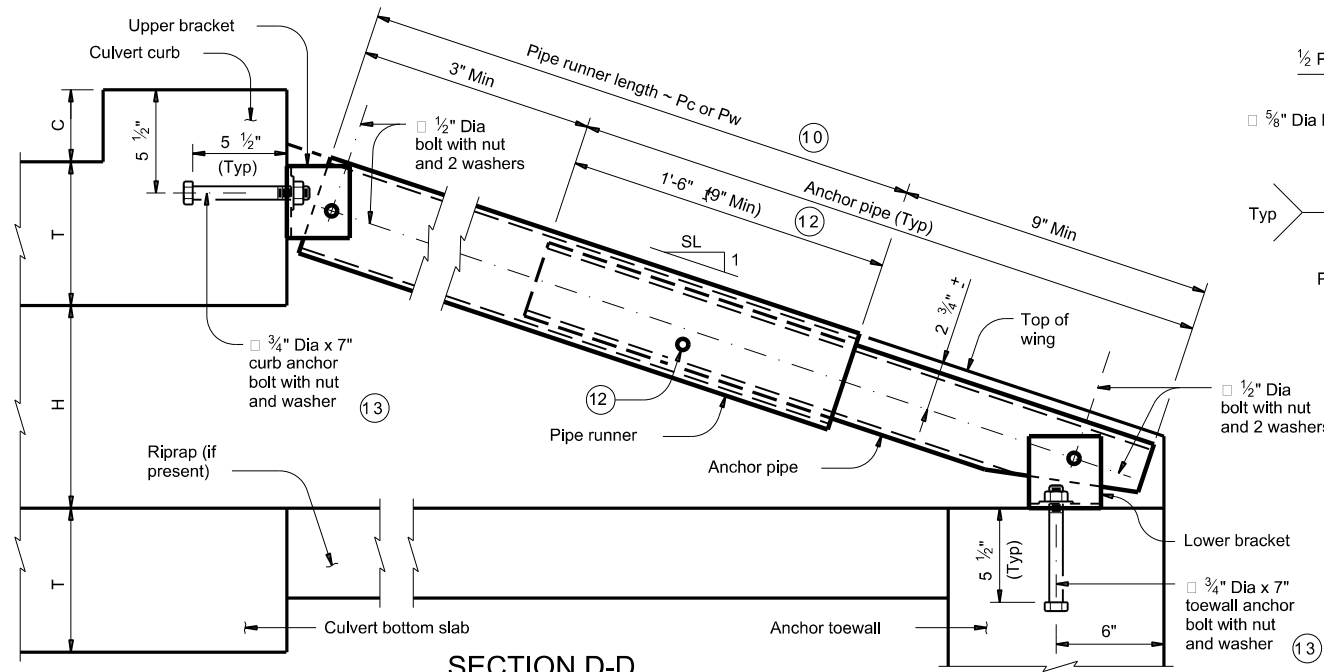 Upper bracket
Culvert curb
Pipe runner length ~ Pc or Pw
3" Min
10
½ 
□ ½" Dia
bolt with nut
and 2 washers
□ ⅝" Dia
C
5 ½"
5 ½"
(Typ)
1'-6" (9" Min)
12
Anchor pipe (Typ)
9" Min
Typ
SL
1
T
2 ¾" ±
Top of
wing
□ ¾" Dia x 7"
curb anchor
bolt with nut
and washer
13
12
□ ½" Dia
bolt with nut
and 2 washers
H
Pipe runner
Anchor pipe
Riprap (if
present)
T
5 ½"
(Typ)
Lower bracket
□ ¾" Dia x 7"
toewall anchor
bolt with nut
and washer
13
Culvert bottom slab
Anchor toewall
6"
SECTION D-D